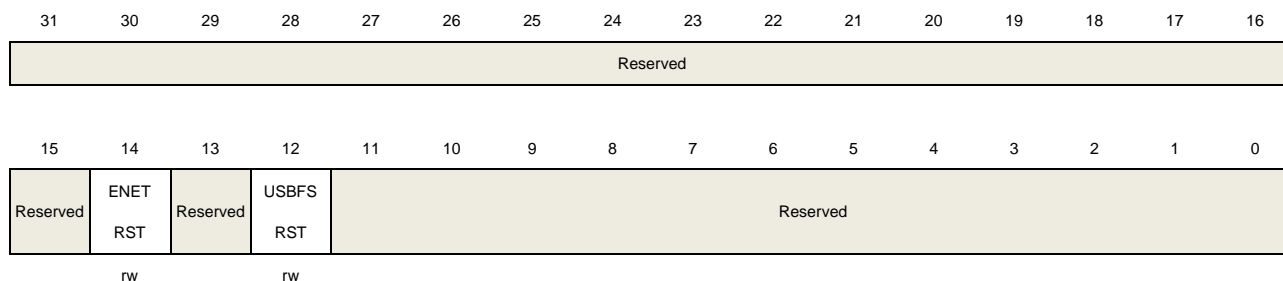 31 30 29 28 27 26 25 24 23 22 21 20 19 18 17 16
Reserved
15 14 13 12 11 10 9 8 7 6 5 4 3 2 1 0
Reserved ENET RST Reserved USBFS RST Reserved
rw rw